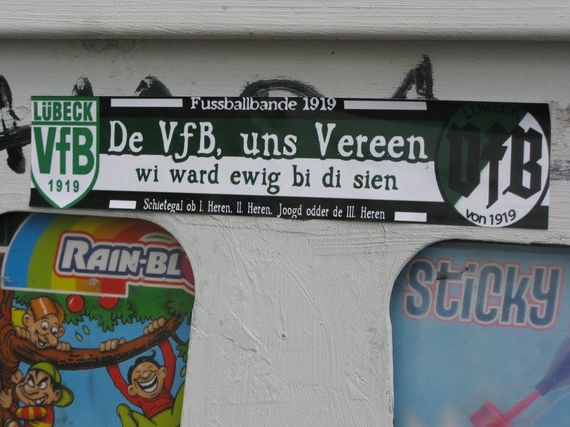 Fussballbande 1919
LÜBECK
VfB
1919
De VfB, uns Vereen
wi ward ewig bi di sien
Schietegal ob I. Heren, II. Heren, Joogd odder de III. Heren
LÜBECK
VfB
von 1919
RAIN-BL
Sticky